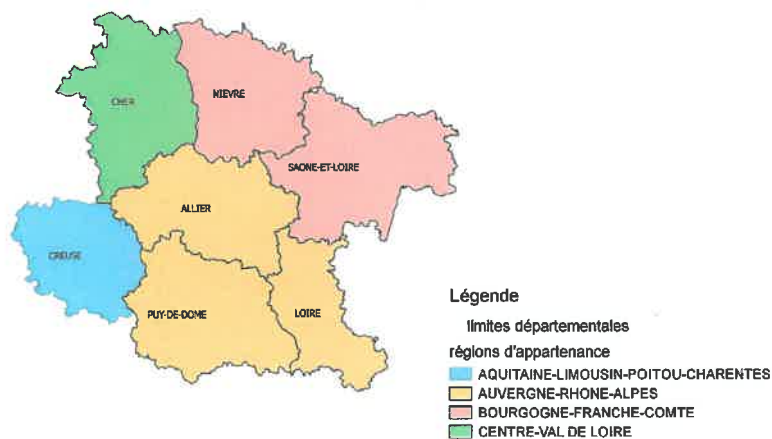 CHER
NIEVRE
SAONE-ET-LOIRE
ALLIER
CREUSE
PUY-DE-DOME
LOIRE
Légende
limites départementales
régions d'appartenance
AQUITAINE-LIMOUSIN-POITOU-CHARENTES
AUVERGNE-RHONE-ALPES
BOURGOGNE-FRANCHE-COMTE
CENTRE-VAL DE LOIRE